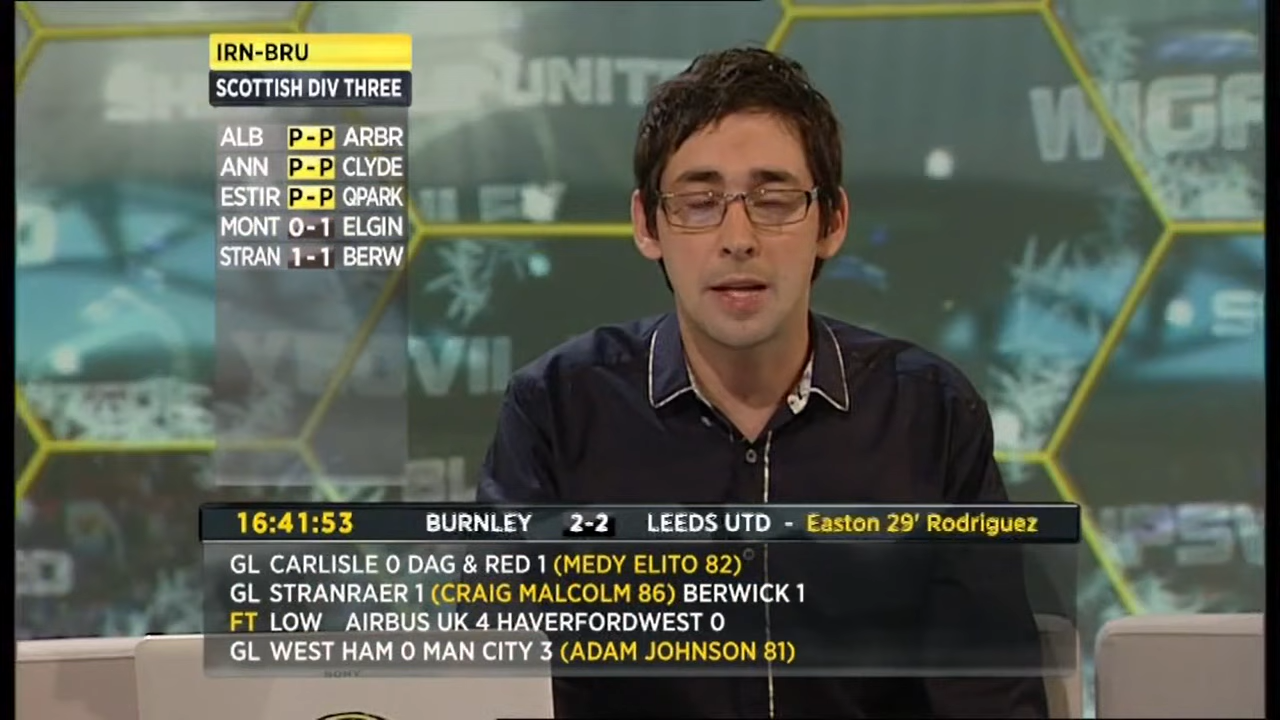 IRN-BRU
SCOTTISH DIV THREE
ALB P-P ARBR
ANN P-P CLYDE
ESTIR P-P QPARK
MONT 0-1 ELGIN
STRAN 1-1 BERW
YEOVIL
16:41:53 BURNLEY 2-2 LEEDS UTD - Easton 29' Rodriguez
GL CARLISLE 0 DAG & RED 1 (MEDY ELITO 82)
GL STRANRAER 1 (CRAIG MALCOLM 86) BERWICK 1
FT LOW AIRBUS UK 4 HAVERFORDWEST 0
GL WEST HAM 0 MAN CITY 3 (ADAM JOHNSON 81)
SONY